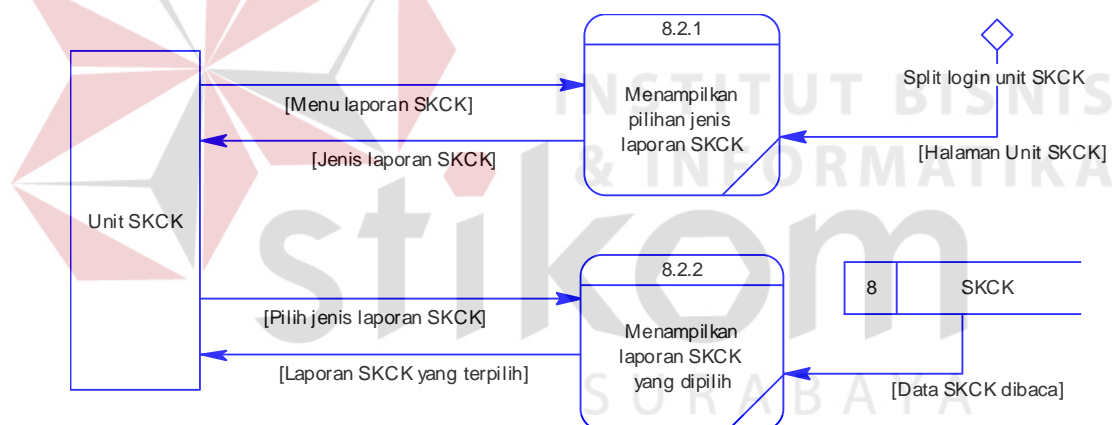 8.2.1
Menampilkan
pilihan jenis
laporan SKCK
Split login unit SKCK
[Menu laporan SKCK]
[Jenis laporan SKCK]
[Halaman Unit SKCK]
Unit SKCK
8.2.2
Menampilkan
laporan SKCK
yang dipilih
8
SKCK
[Pilih jenis laporan SKCK]
[Laporan SKCK yang terpilih]
[Data SKCK dibaca]
INSTITUT BISNIS
& INFORMATIKA
stikom
SURABAYA